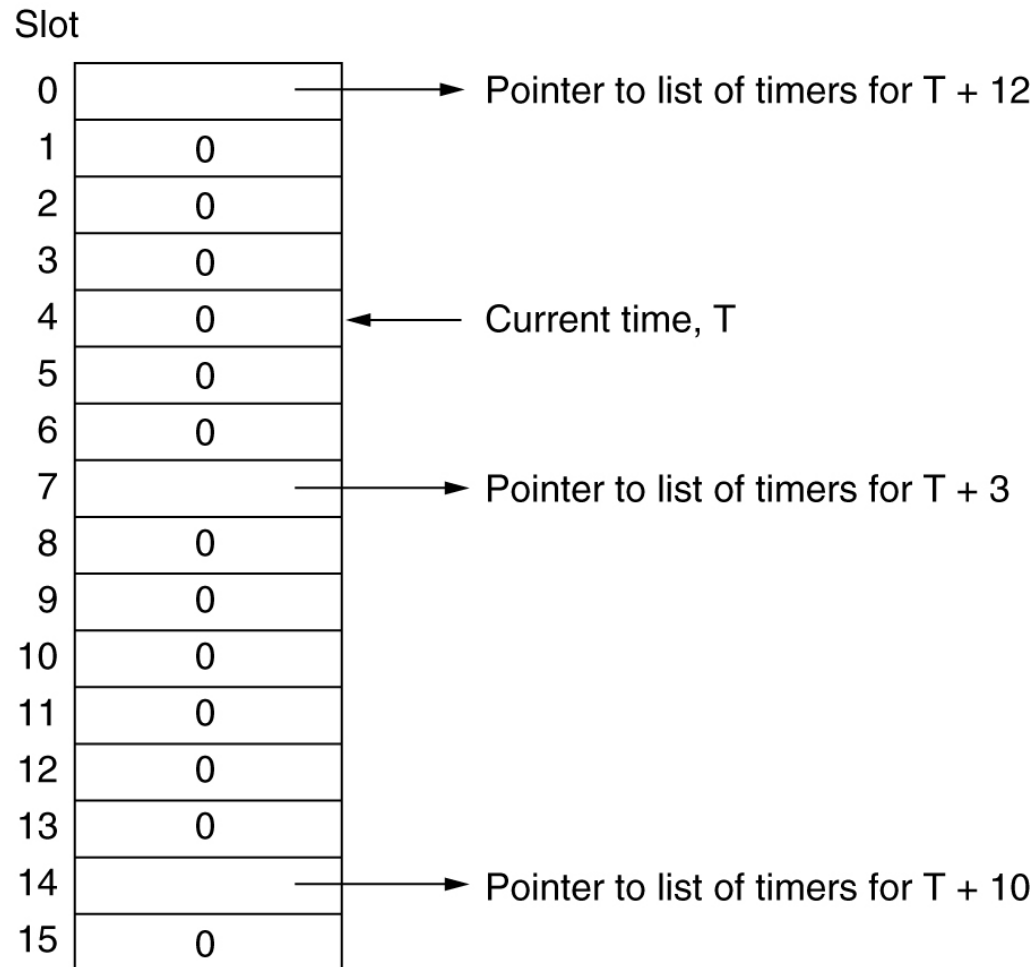 Slot
0 Pointer to list of timers for T + 12
1 0
2 0
3 0
4 0 Current time, T
5 0
6 0
7 Pointer to list of timers for T + 3
8 0
9 0
10 0
11 0
12 0
13 0
14 Pointer to list of timers for T + 10
15 0